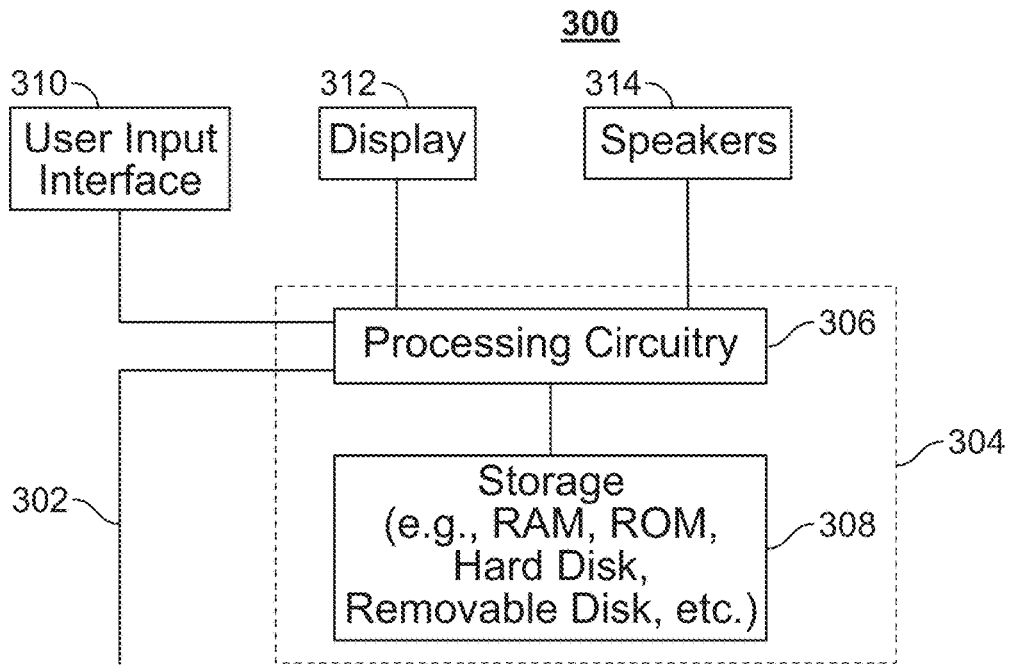 300
310
312
314
User Input
Interface
Display
Speakers
Processing Circuitry
306
304
302
Storage
(e.g., RAM, ROM,
Hard Disk,
Removable Disk, etc.)
308